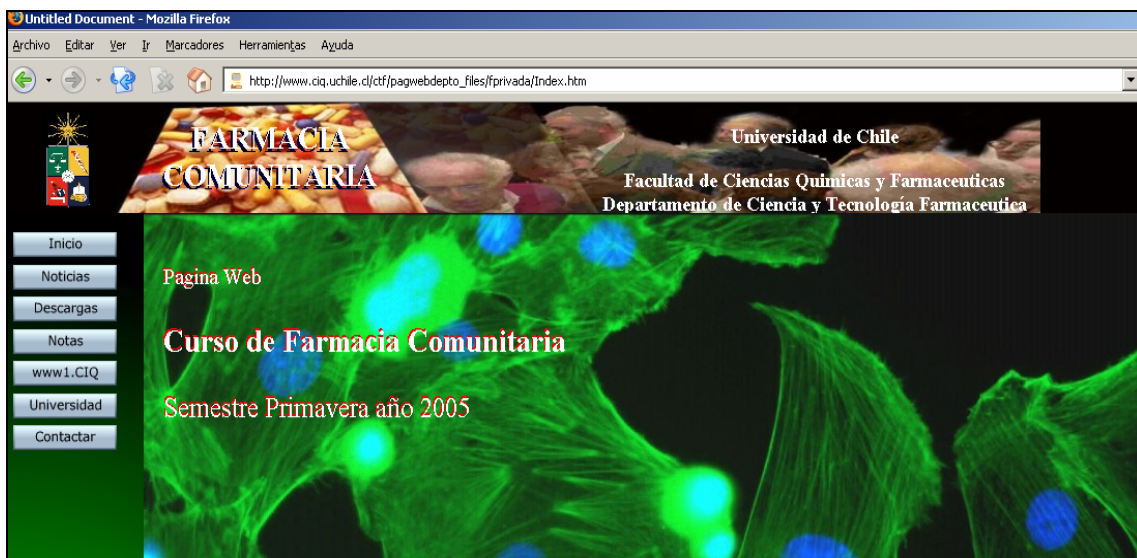 Untitled Document - Mozilla Firefox
Archivo Editar Ver Ir Marcadores Herramientas Ayuda
http://www.ciq.uchile.cl/ctf/pagwebdepto_files/fprivada/Index.htm
FARMACIA
COMUNITARIA
Universidad de Chile
Facultad de Ciencias Quimicas y Farmaceuticas
Departamento de Ciencia y Tecnología Farmaceutica
Inicio
Noticias
Descargas
Notas
www1.CIQ
Universidad
Contactar
Pagina Web
Curso de Farmacia Comunitaria
Semestre Primavera año 2005